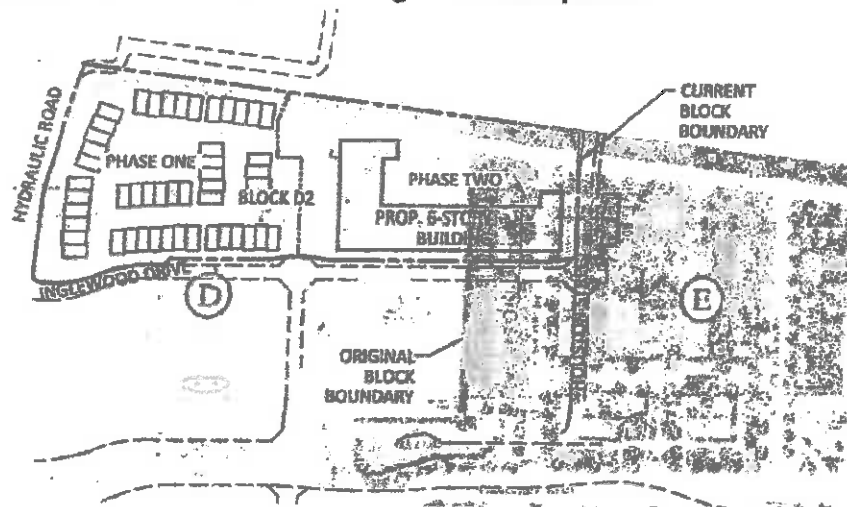 CURRENT
BLOCK
BOUNDARY
HYDRAULIC ROAD
PHASE ONE
BLOCK D2
PHASE TWO
PROP. 6-STORY
BUILDING
INGLEWOOD DRIVE
D
E
ORIGINAL
BLOCK
BOUNDARY